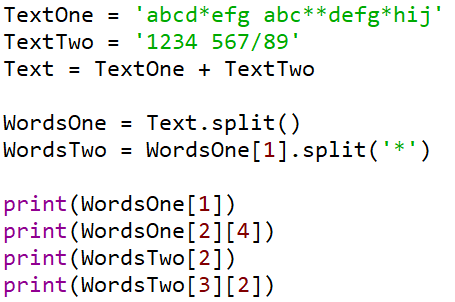 TextOne = 'abcd*efg abc**defg*hij'
TextTwo = '1234 567/89'
Text = TextOne + TextTwo
WordsOne = Text.split()
WordsTwo = WordsOne[1].split('*')
print(WordsOne[1])
print(WordsOne[2][4])
print(WordsTwo[2])
print(WordsTwo[3][2])